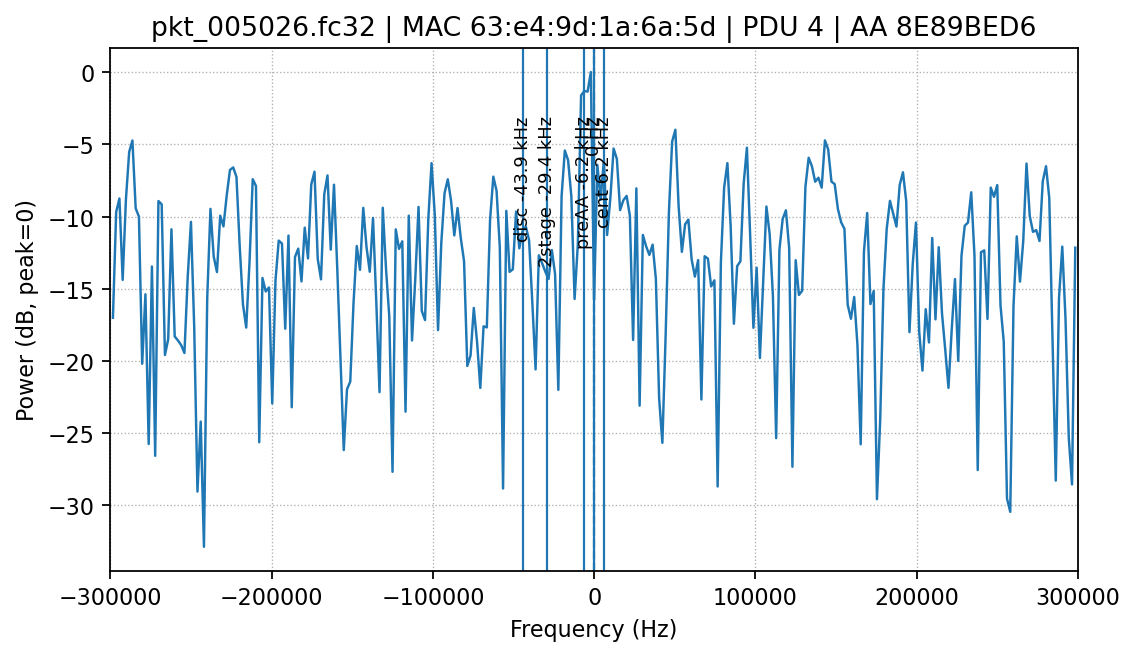 pkt_005026.fc32 | MAC 63:e4:9d:1a:6a:5d | PDU 4 | AA 8E89BED6
Power (dB, peak=0)
0
−5
−10
−15
−20
−25
−30
disc -43.9 kHz
2stage -29.4 kHz
preAA -6.2 kHz
cent 6.2 kHz
−300000
−200000
−100000
0
100000
200000
300000
Frequency (Hz)